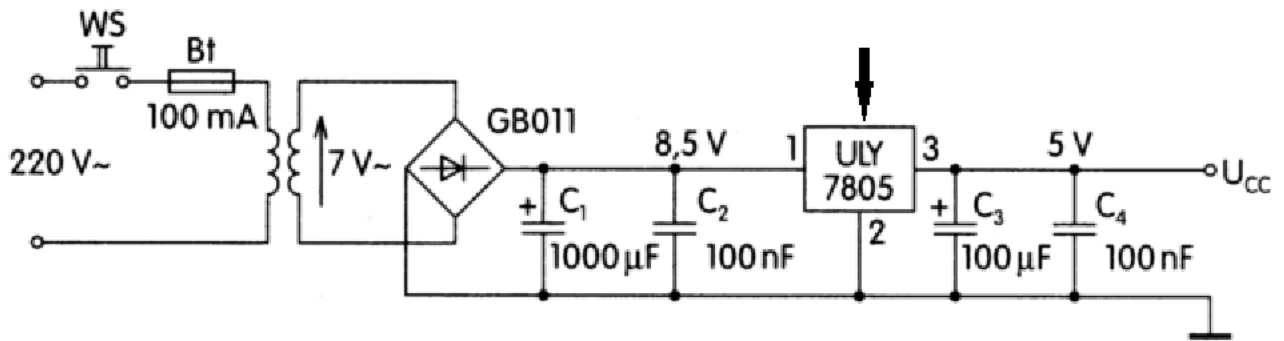 WS
Bt
100 mA
220 V~
7 V~
GB011
8,5 V
1
ULY
7805
3
2
5 V
U_CC
+
C₁
1000 μF
C₂
100 nF
+
C₃
100 μF
C₄
100 nF